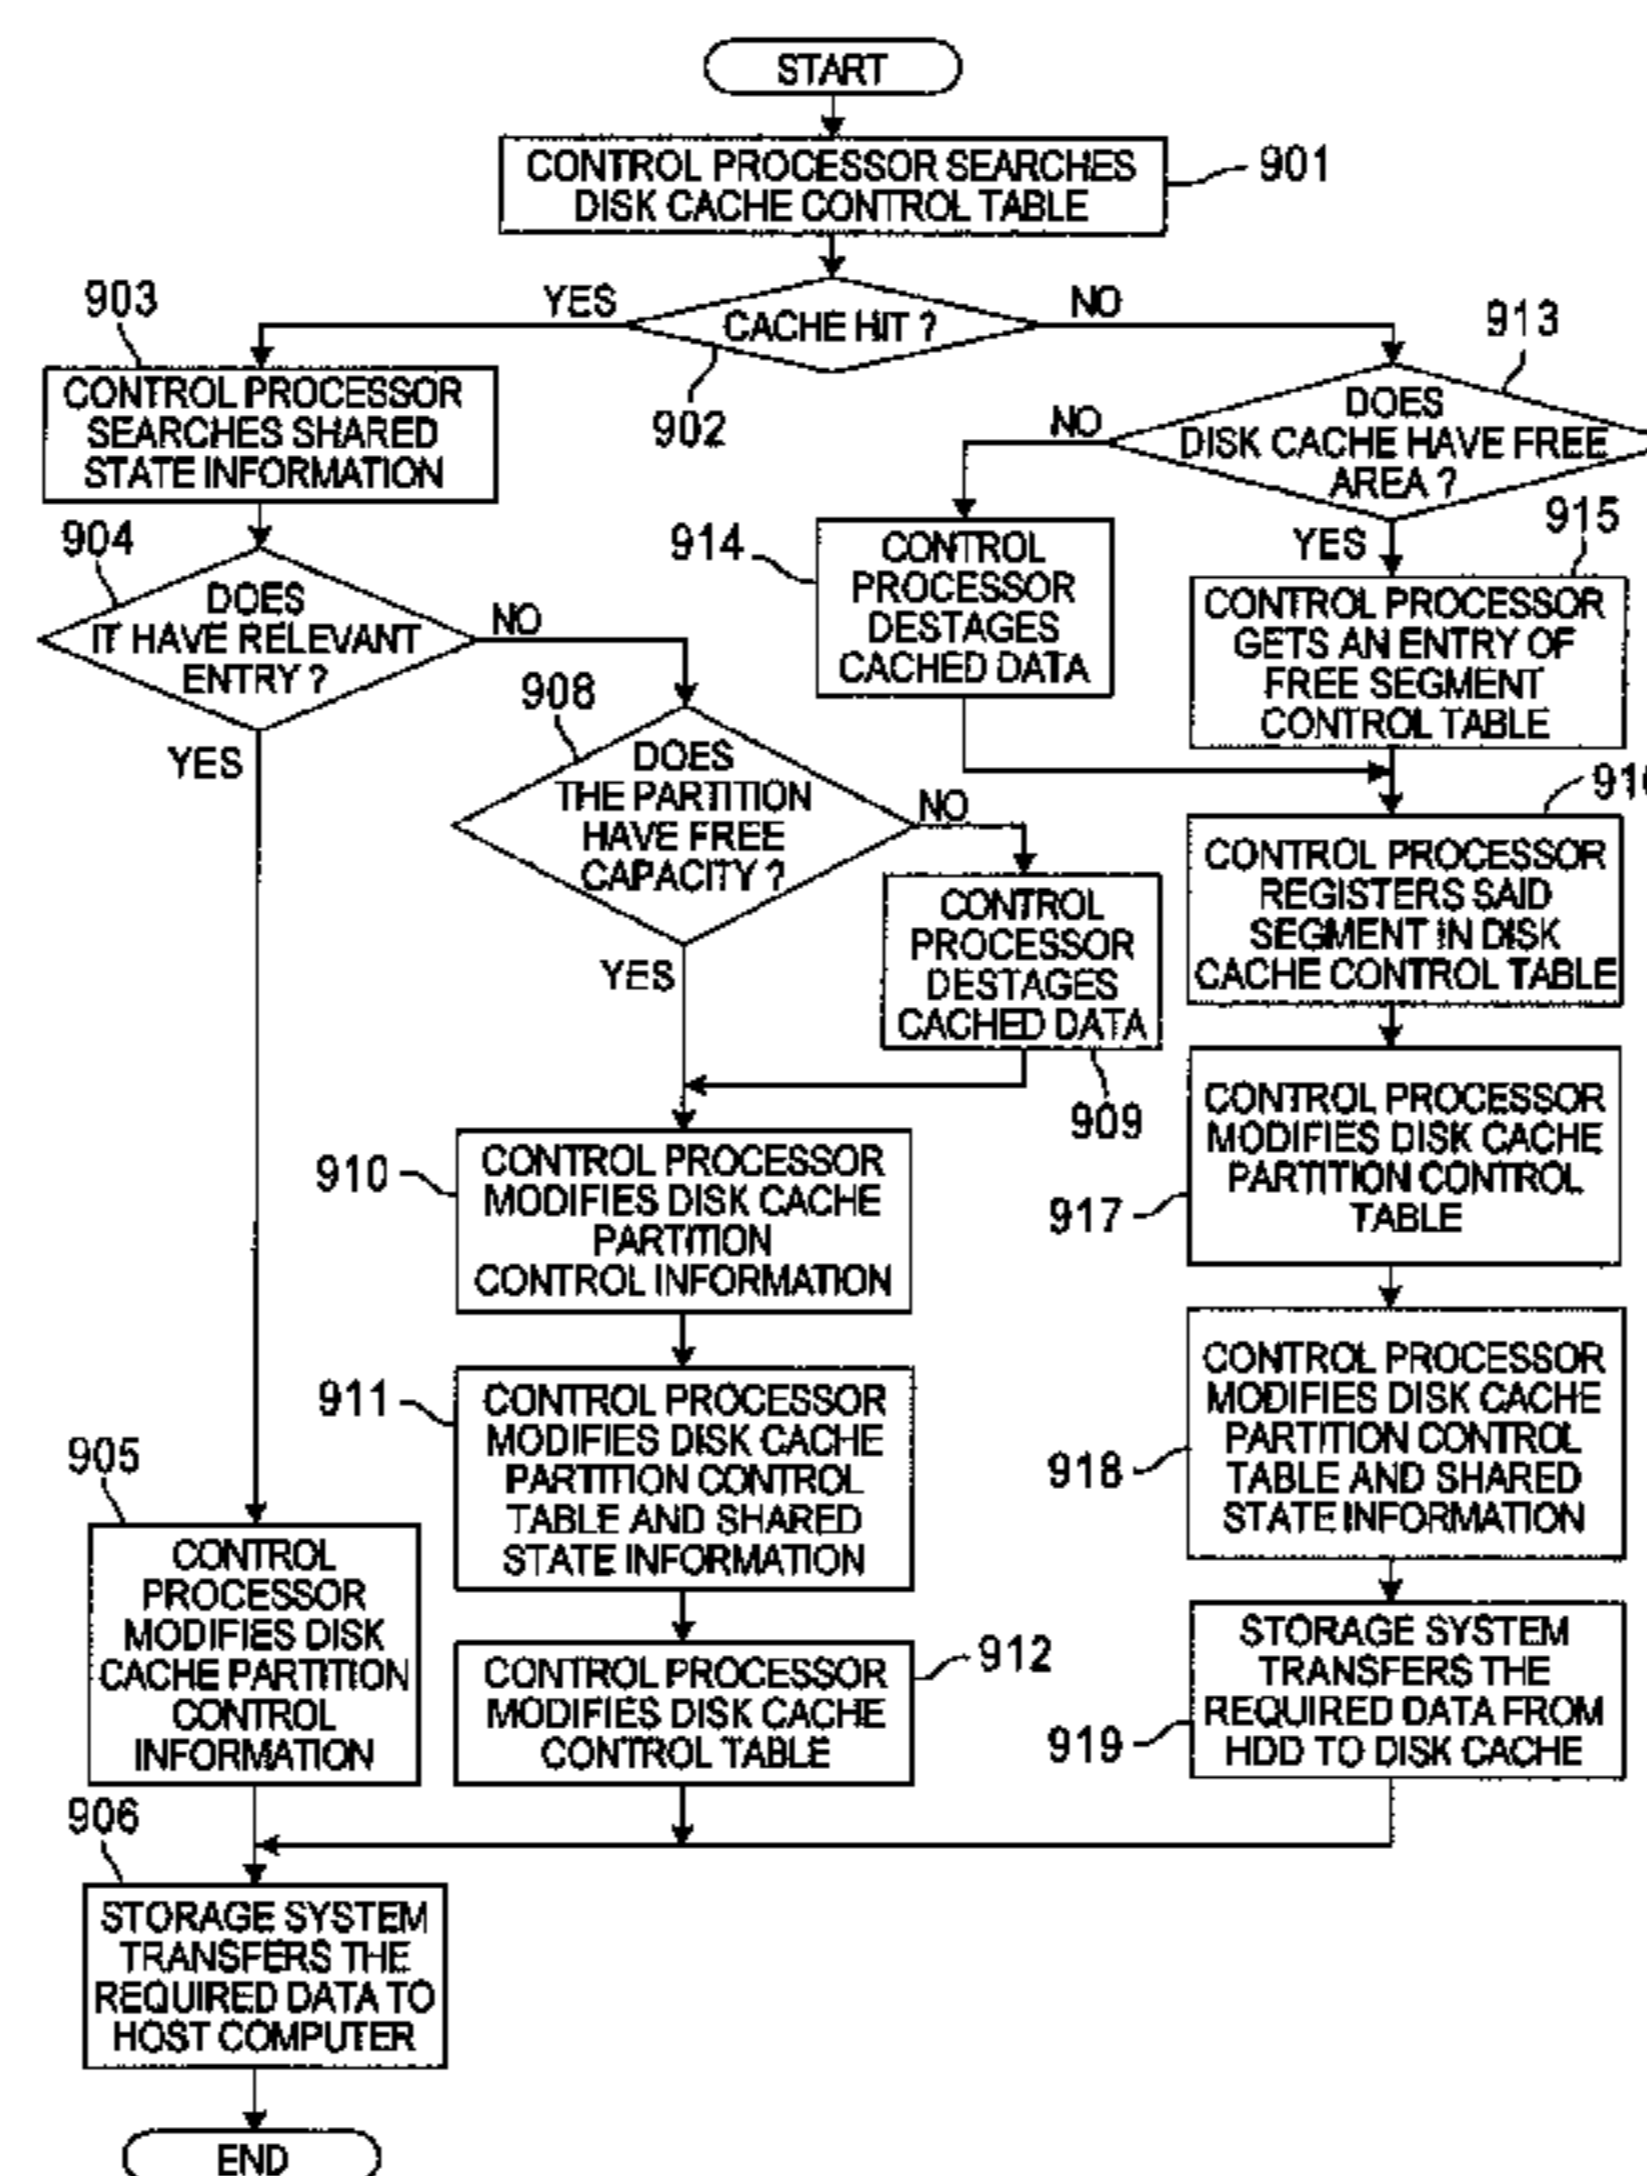 START
CONTROL PROCESSOR SEARCHES
DISK CACHE CONTROL TABLE
901
CACHE HIT ?
YES
NO
902
903
CONTROL PROCESSOR
SEARCHES SHARED
STATE INFORMATION
904
DOES
IT HAVE RELEVANT
ENTRY ?
NO
YES
913
DOES
DISK CACHE HAVE FREE
AREA ?
NO
YES
914
CONTROL
PROCESSOR
DESTAGES
CACHED DATA
915
CONTROL PROCESSOR
GETS AN ENTRY OF
FREE SEGMENT
CONTROL TABLE
908
DOES
THE PARTITION
HAVE FREE
CAPACITY ?
NO
YES
CONTROL
PROCESSOR
DESTAGES
CACHED DATA
909
CONTROL PROCESSOR
REGISTERS SAID
SEGMENT IN DISK
CACHE CONTROL TABLE
910
CONTROL PROCESSOR
MODIFIES DISK CACHE
PARTITION
CONTROL INFORMATION
917
CONTROL PROCESSOR
MODIFIES DISK CACHE
PARTITION CONTROL
TABLE
911
CONTROL PROCESSOR
MODIFIES DISK CACHE
PARTITION CONTROL
TABLE AND SHARED
STATE INFORMATION
918
CONTROL PROCESSOR
MODIFIES DISK CACHE
PARTITION CONTROL
TABLE AND SHARED
STATE INFORMATION
905
CONTROL
PROCESSOR
MODIFIES DISK
CACHE PARTITION
CONTROL
INFORMATION
912
CONTROL PROCESSOR
MODIFIES DISK CACHE
CONTROL TABLE
919
STORAGE SYSTEM
TRANSFERS THE
REQUIRED DATA FROM
HDD TO DISK CACHE
906
STORAGE SYSTEM
TRANSFERS THE
REQUIRED DATA TO
HOST COMPUTER
END